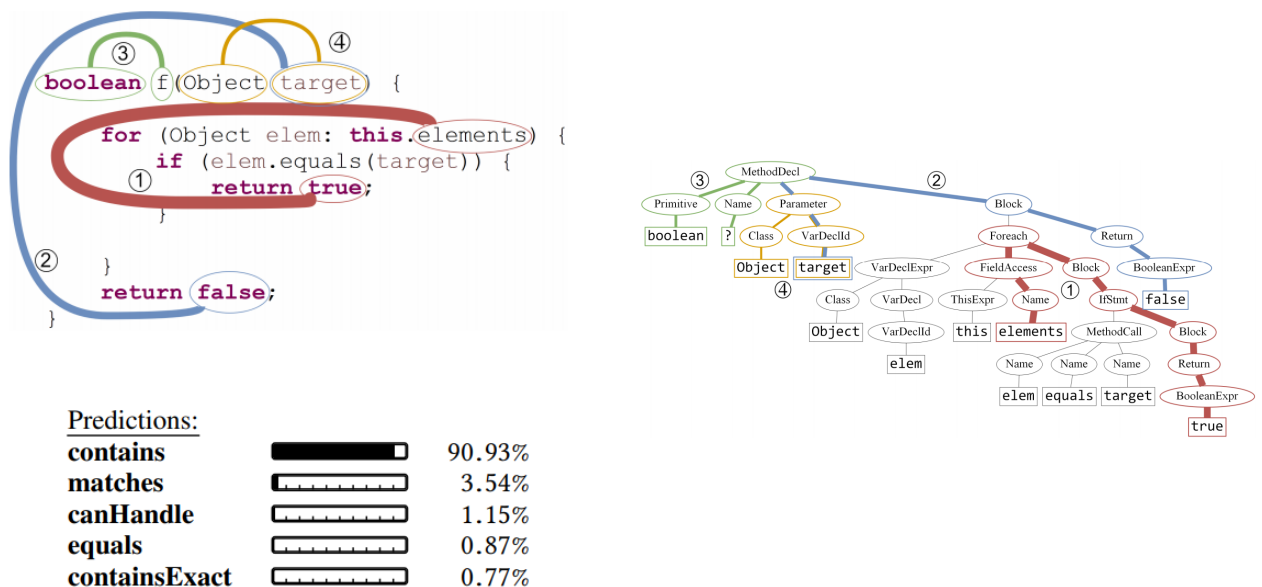 ③
④
boolean f(Object target) {
for (Object elem: this.elements) {
if (elem.equals(target)) {
①
return true;
}
②
}
return false;
}
Predictions:
contains 90.93%
matches 3.54%
canHandle 1.15%
equals 0.87%
containsExact 0.77%
MethodDecl
③
②
Primitive Name Parameter Block
boolean ? Class VarDeclId Foreach Return
Object target VarDeclExpr FieldAccess Block BooleanExpr
④ ①
Class VarDecl ThisExpr Name IfStmt false
Object VarDeclId this elements MethodCall Block
elem Name Name Name Return
elem equals target BooleanExpr
true